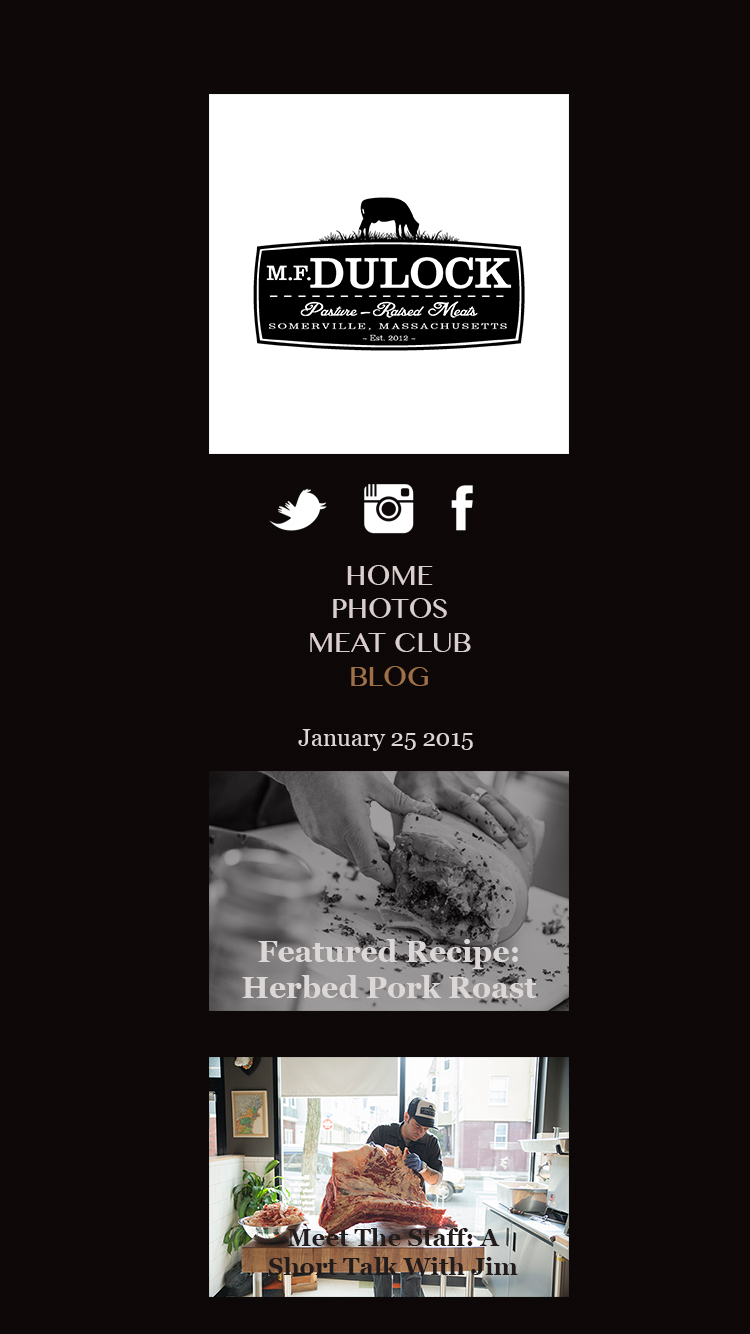 M.F. DULOCK
Pasture-Raised Meats
SOMERVILLE, MASSACHUSETTS
~ Est. 2012 ~
HOME
PHOTOS
MEAT CLUB
BLOG
January 25 2015
Featured Recipe:
Herbed Pork Roast
Meet The Staff: A
Short Talk With Jim